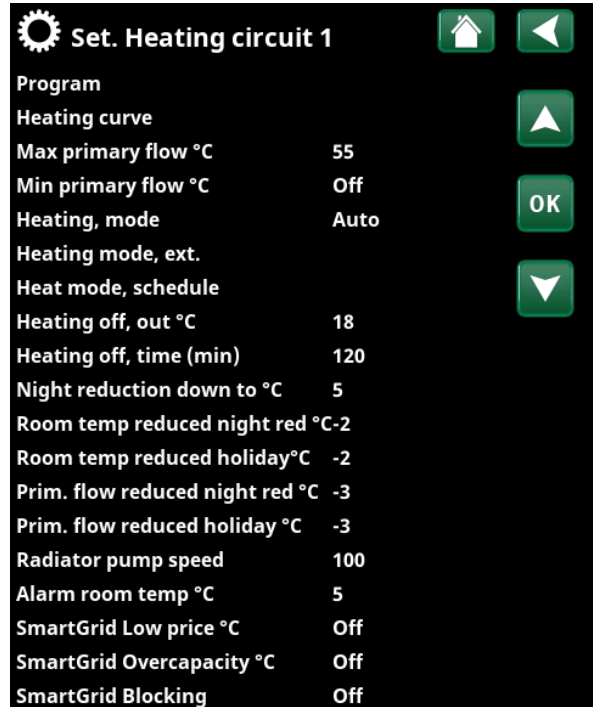 Set. Heating circuit 1
Program
Heating curve
Max primary flow °C 55
Min primary flow °C Off
Heating, mode Auto
OK
Heating mode, ext.
Heat mode, schedule
Heating off, out °C 18
Heating off, time (min) 120
Night reduction down to °C 5
Room temp reduced night red °C-2
Room temp reduced holiday°C -2
Prim. flow reduced night red °C -3
Prim. flow reduced holiday °C -3
Radiator pump speed 100
Alarm room temp °C 5
SmartGrid Low price °C Off
SmartGrid Overcapacity °C Off
SmartGrid Blocking Off